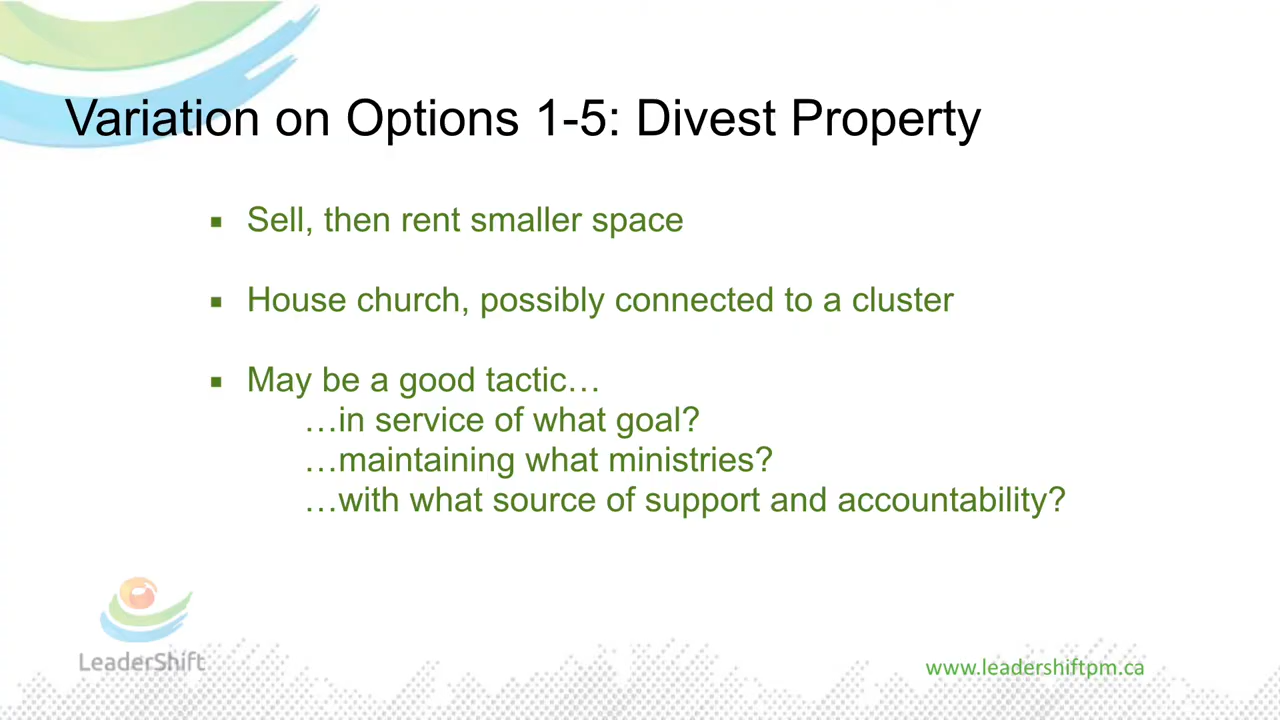 Variation on Options 1-5: Divest Property
▪ Sell, then rent smaller space
▪ House church, possibly connected to a cluster
▪ May be a good tactic…
…in service of what goal?
…maintaining what ministries?
…with what source of support and accountability?
LeaderShift
www.leadershiftpm.ca